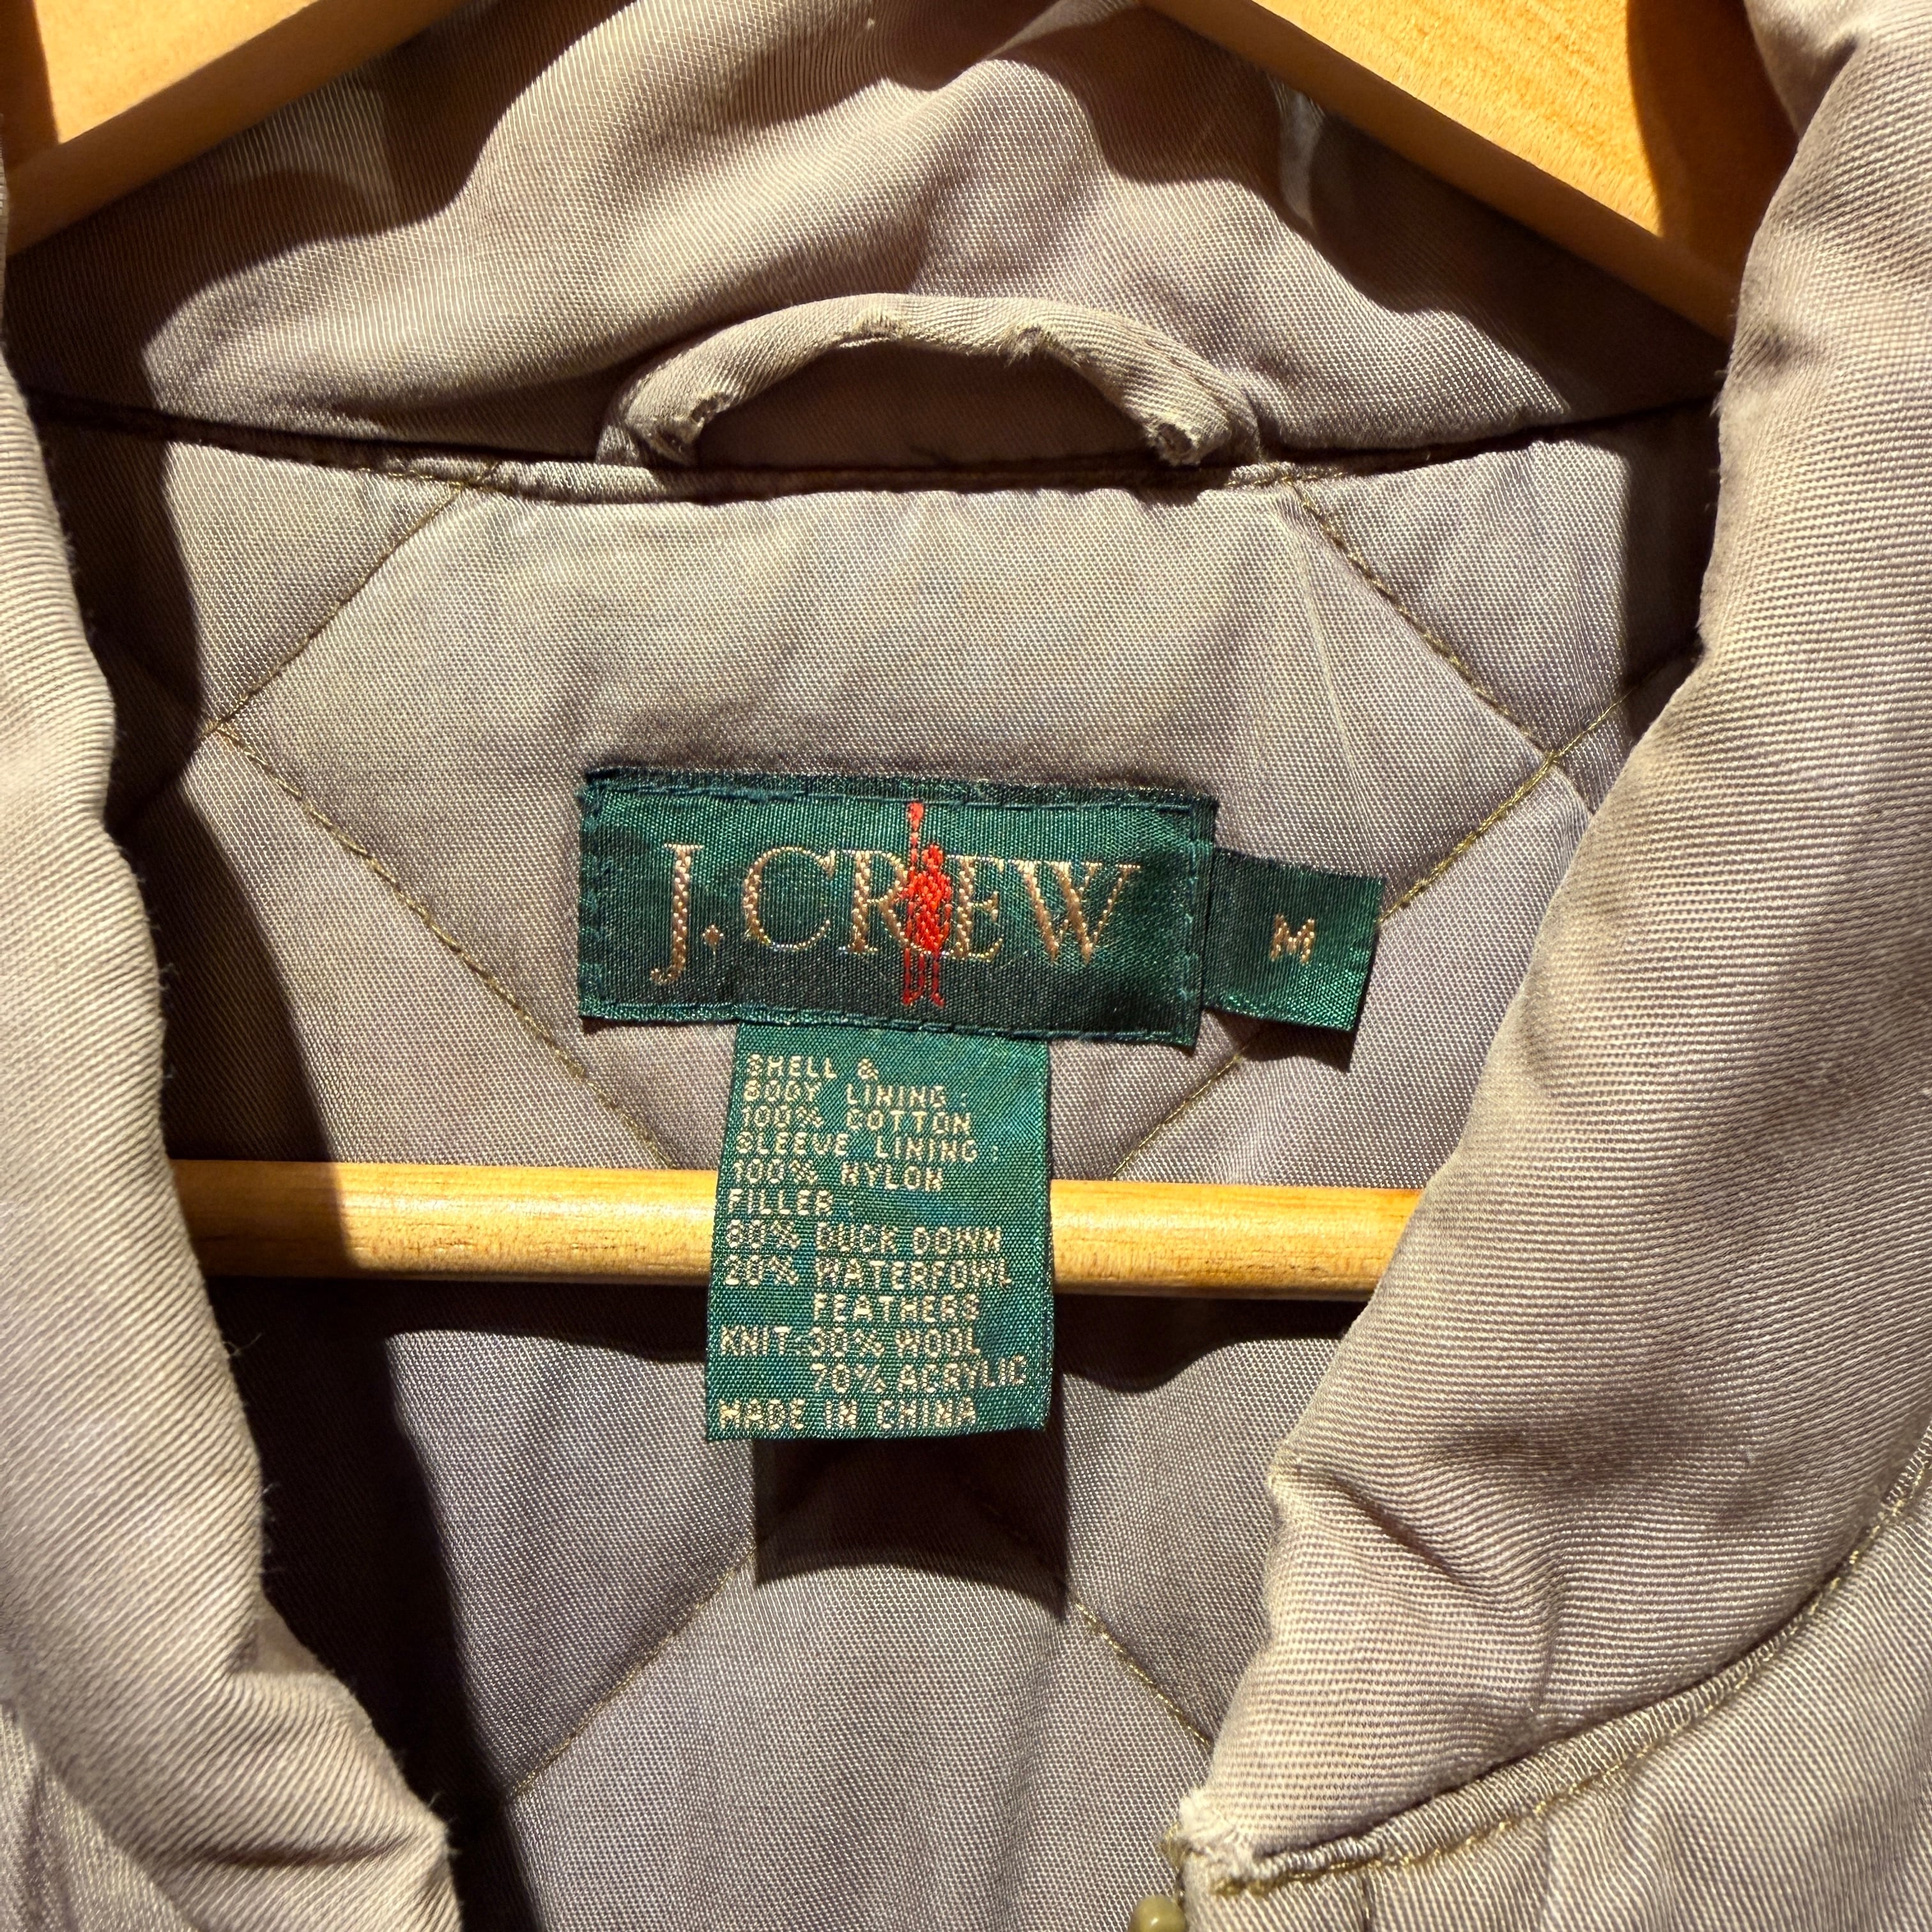 J.CREW
M
SHELL &
BODY LINING:
100% COTTON
SLEEVE LINING:
100% NYLON
FILLER:
80% DUCK DOWN
20% WATERFOWL
FEATHERS
KNIT:30% WOOL
70% ACRYLIC
MADE IN CHINA